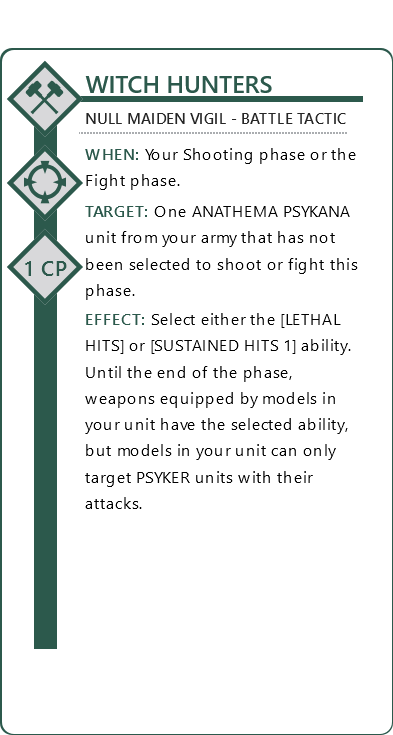 WITCH HUNTERS
NULL MAIDEN VIGIL - BATTLE TACTIC
WHEN: Your Shooting phase or the
Fight phase.
TARGET: One ANATHEMA PSYKANA
unit from your army that has not
been selected to shoot or fight this
phase.
1 CP
EFFECT: Select either the [LETHAL
HITS] or [SUSTAINED HITS 1] ability.
Until the end of the phase,
weapons equipped by models in
your unit have the selected ability,
but models in your unit can only
target PSYKER units with their
attacks.